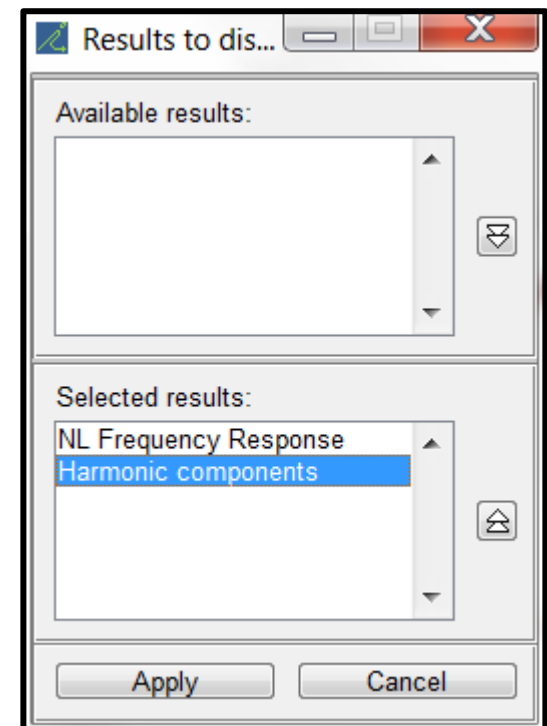 Results to dis...
Available results:
Selected results:
NL Frequency Response
Harmonic components
Apply
Cancel